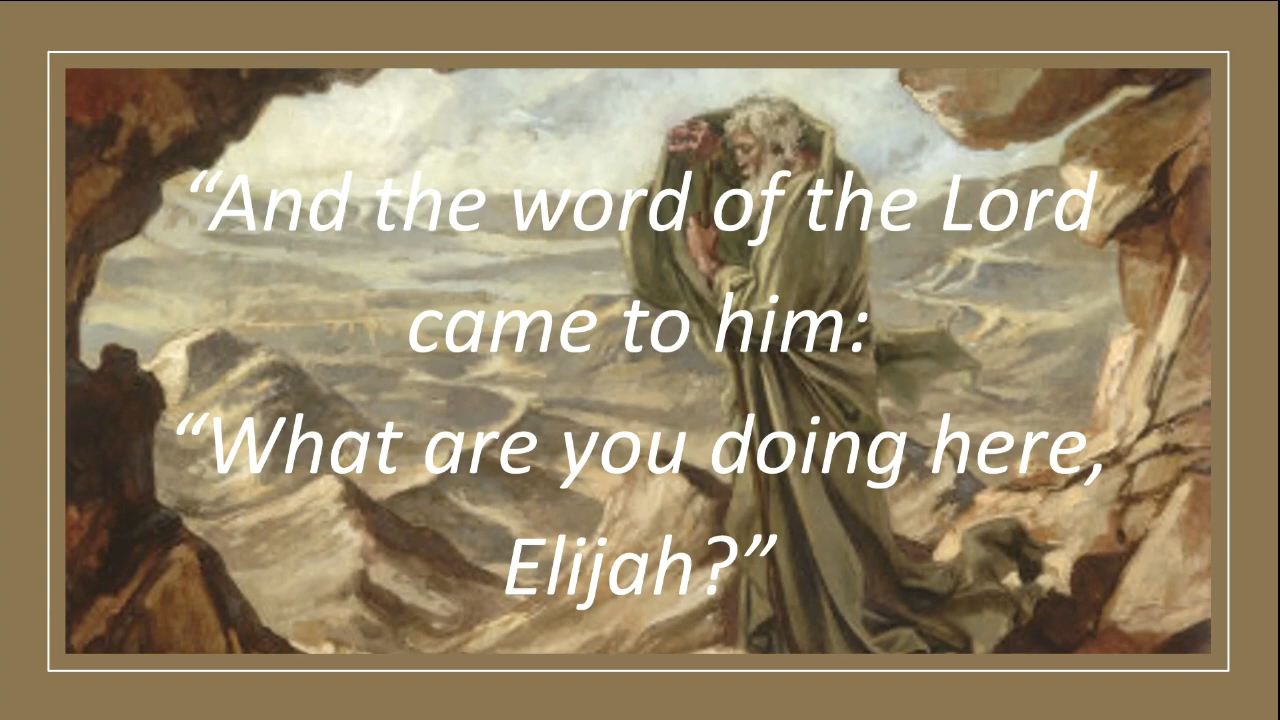 “And the word of the Lord
came to him:
“What are you doing here,
Elijah?”